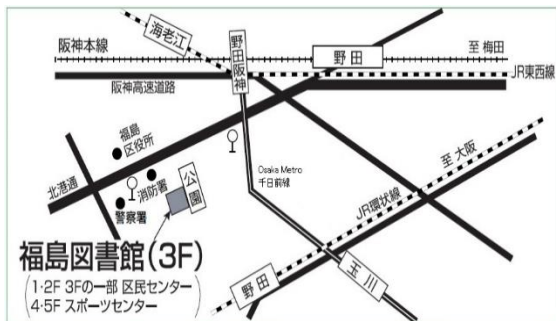 海老江
阪神本線
野田阪神
野田
至 梅田
JR東西線
阪神高速道路
福島
区役所
北港通
消防署
公園
警察署
Osaka Metro
千日前線
至 大阪
JR環状線
野田
玉川
福島図書館(3F)
(1・2F 3Fの一部 区民センター
4・5F スポーツセンター)